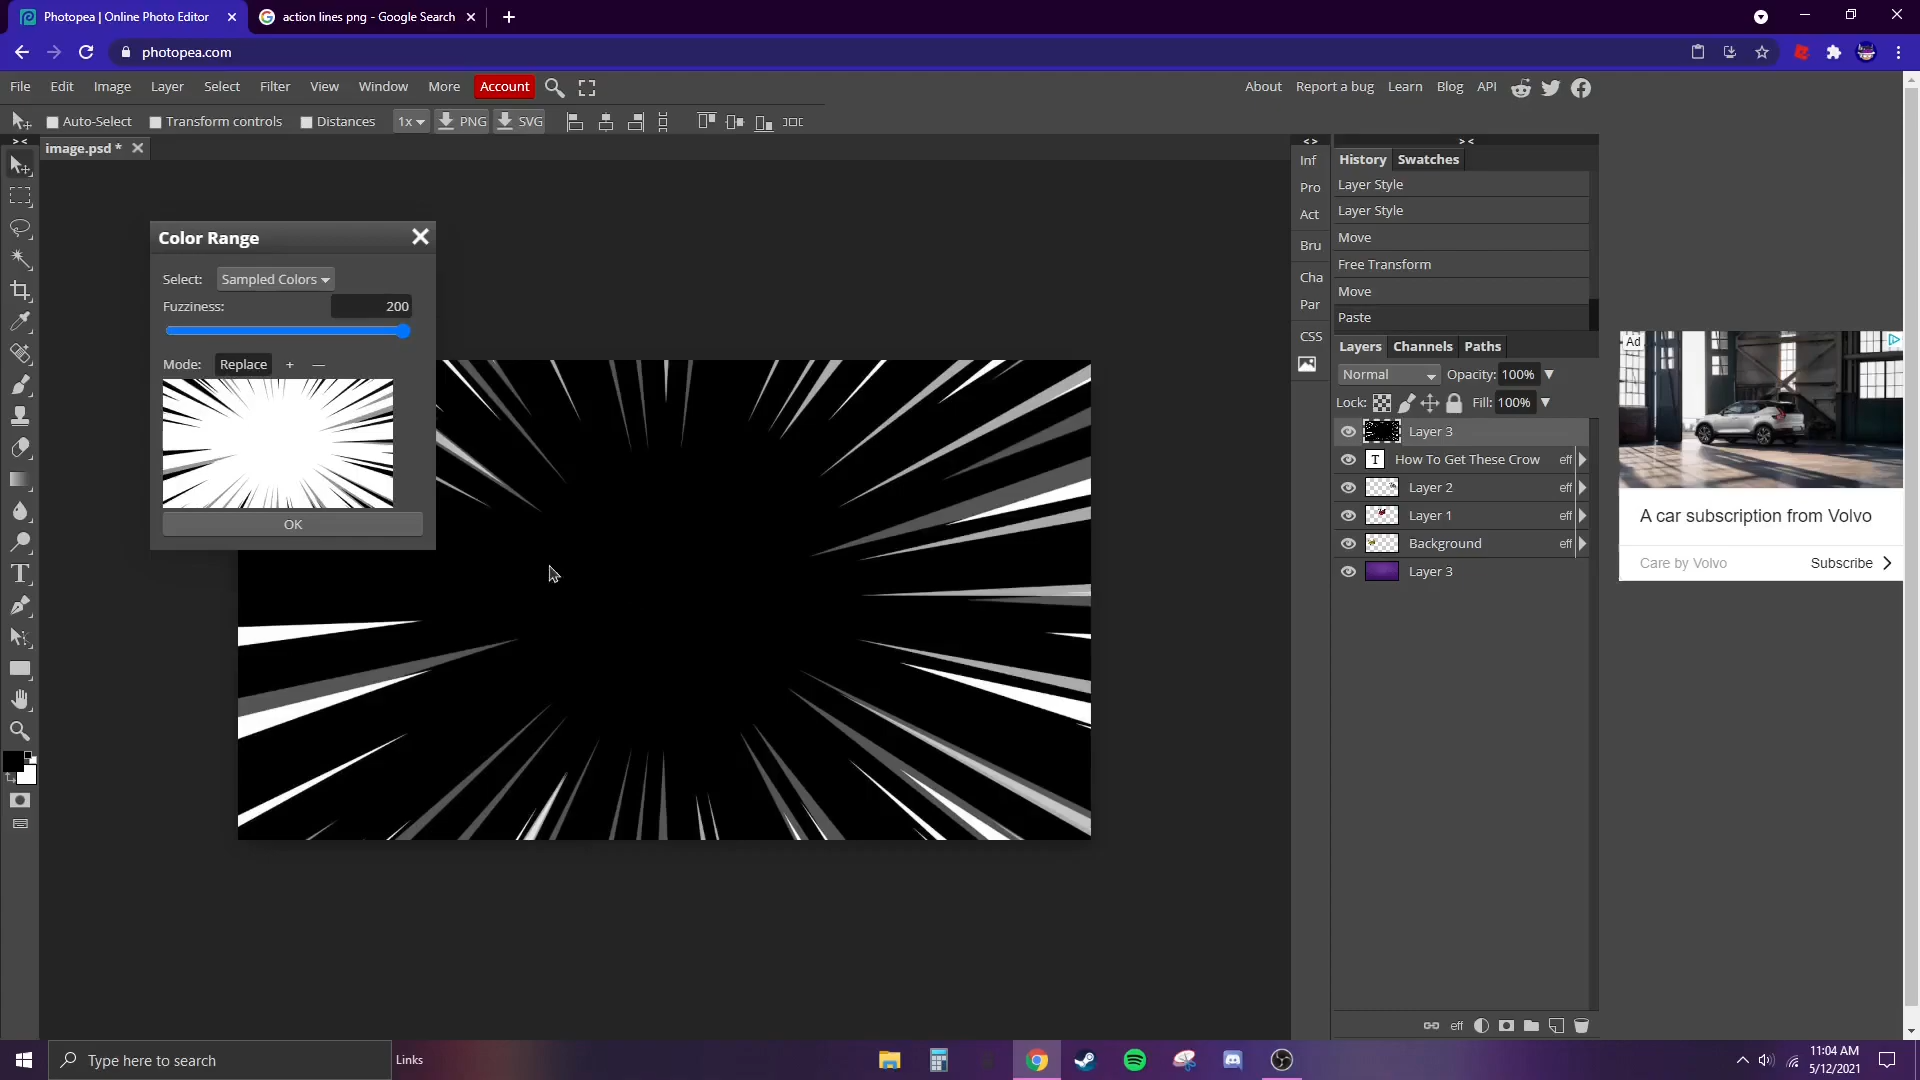 Photopea | Online Photo Editor
action lines png - Google Search
photopea.com
File Edit Image Layer Select Filter View Window More Account
About Report a bug Learn Blog API
Auto-Select Transform controls Distances 1x PNG SVG
image.psd *
Color Range
Select: Sampled Colors
Fuzziness: 200
Mode: Replace + —
OK
Inf
Pro
Act
Bru
Cha
Par
CSS
History Swatches
Layer Style
Layer Style
Move
Free Transform
Move
Paste
Layers Channels Paths
Normal Opacity: 100%
Lock: Fill: 100%
Layer 3
T How To Get These Crow eff
Layer 2 eff
Layer 1 eff
Background eff
Layer 3
eff
Ad
A car subscription from Volvo
Care by Volvo Subscribe
Type here to search
Links
11:04 AM
5/12/2021